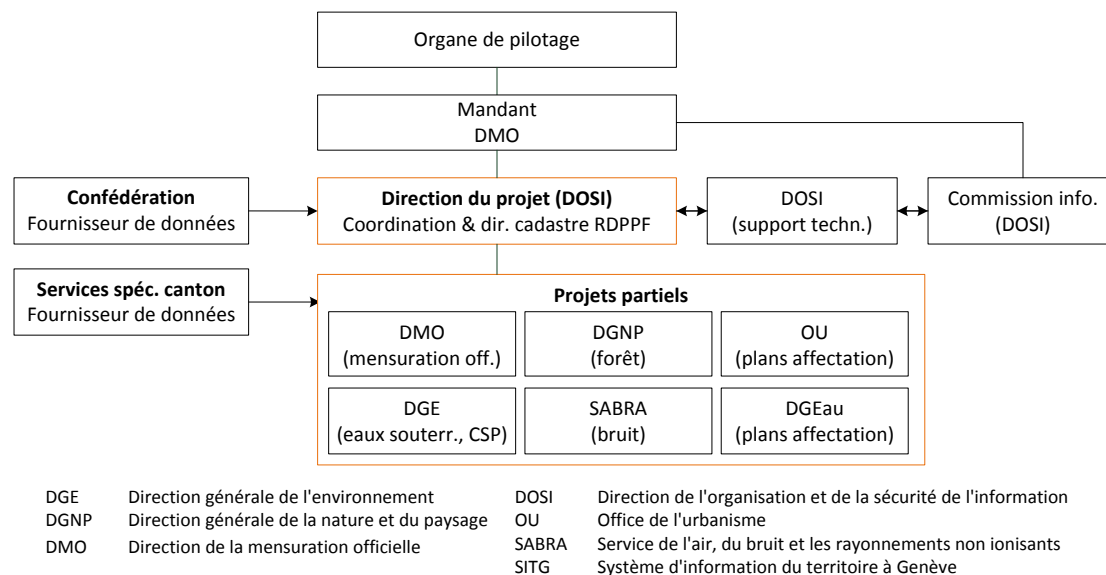 Organe de pilotage
Mandant
DMO
Confédération
Fournisseur de données
Direction du projet (DOSI)
Coordination & dir. cadastre RDPPF
DOSI
(support techn.)
Commission info.
(DOSI)
Services spéc. canton
Fournisseur de données
Projets partiels
DMO
(mensuration off.)
DGNP
(forêt)
OU
(plans affectation)
DGE
(eaux souterr., CSP)
SABRA
(bruit)
DGEau
(plans affectation)
DGE Direction générale de l'environnement
DGNP Direction générale de la nature et du paysage
DMO Direction de la mensuration officielle
DOSI Direction de l'organisation et de la sécurité de l'information
OU Office de l'urbanisme
SABRA Service de l'air, du bruit et les rayonnements non ionisants
SITG Système d'information du territoire à Genève